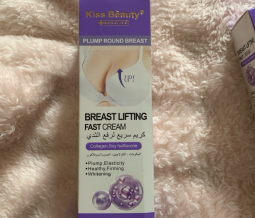 Kiss Beauty
PLUMP ROUND BREAST
UP!
BREAST LIFTING
FAST CREAM
كريم سريع لرفع الثدي
Collagen,Soy Isoflavone
•Plump,Elasticity
•Healthy,Firming
•Whitening